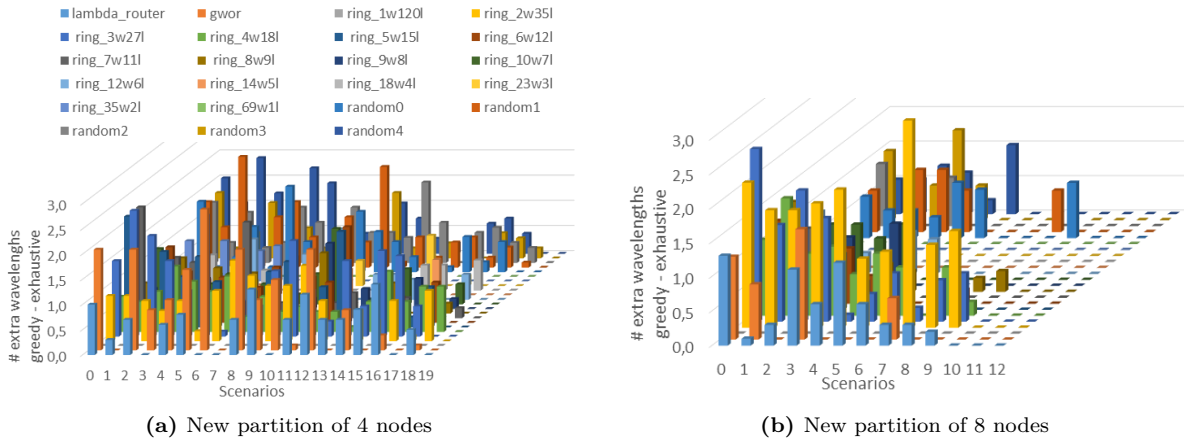 lambda_router gwor ring_1w120l ring_2w35l
ring_3w27l ring_4w18l ring_5w15l ring_6w12l
ring_7w11l ring_8w9l ring_9w8l ring_10w7l
ring_12w6l ring_14w5l ring_18w4l ring_23w3l
ring_35w2l ring_69w1l random0 random1
random2 random3 random4
# extra wavelenghs
greedy - exhaustive
3,0
2,5
2,0
1,5
1,0
0,5
0,0
0 1 2 3 4 5 6 7 8 9 10 11 12 13 14 15 16 17 18 19
Scenarios
(a) New partition of 4 nodes
# extra wavelengths
greedy - exhaustive
3,0
2,5
2,0
1,5
1,0
0,5
0,0
0 1 2 3 4 5 6 7 8 9 10 11 12
Scenarios
(b) New partition of 8 nodes